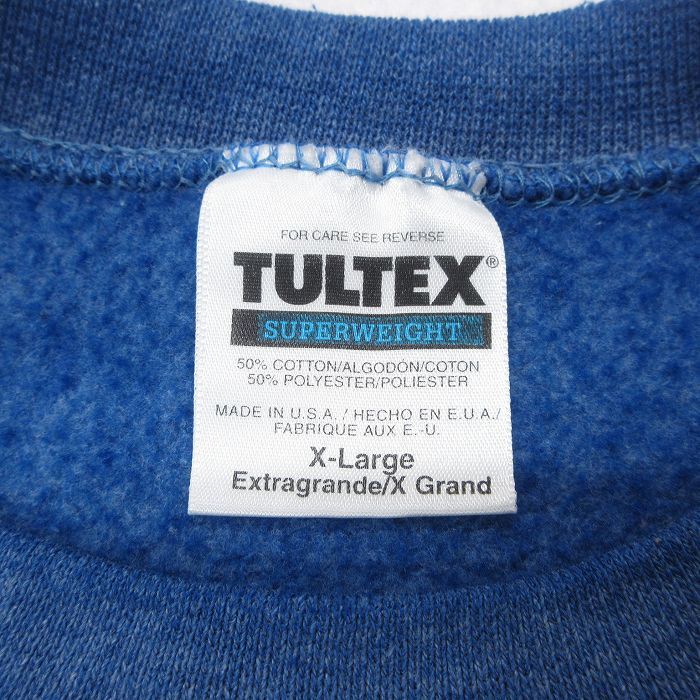 FOR CARE SEE REVERSE
TULTEX®
SUPERWEIGHT
50% COTTON/ALGODÓN/COTON
50% POLYESTER/POLIESTER
MADE IN U.S.A. / HECHO EN E.U.A./
FABRIQUE AUX E.-U.
X-Large
Extragrande/X Grand